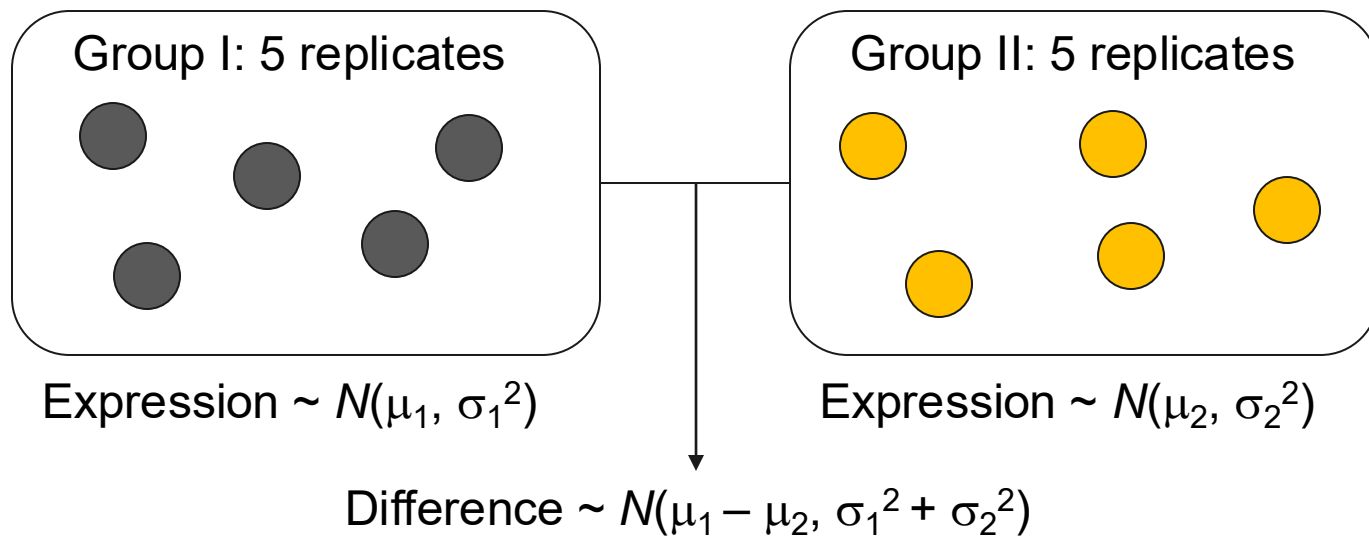 Group I: 5 replicates
Group II: 5 replicates
Expression ~ N(μ₁, σ₁²)
Expression ~ N(μ₂, σ₂²)
Difference ~ N(μ₁ – μ₂, σ₁² + σ₂²)